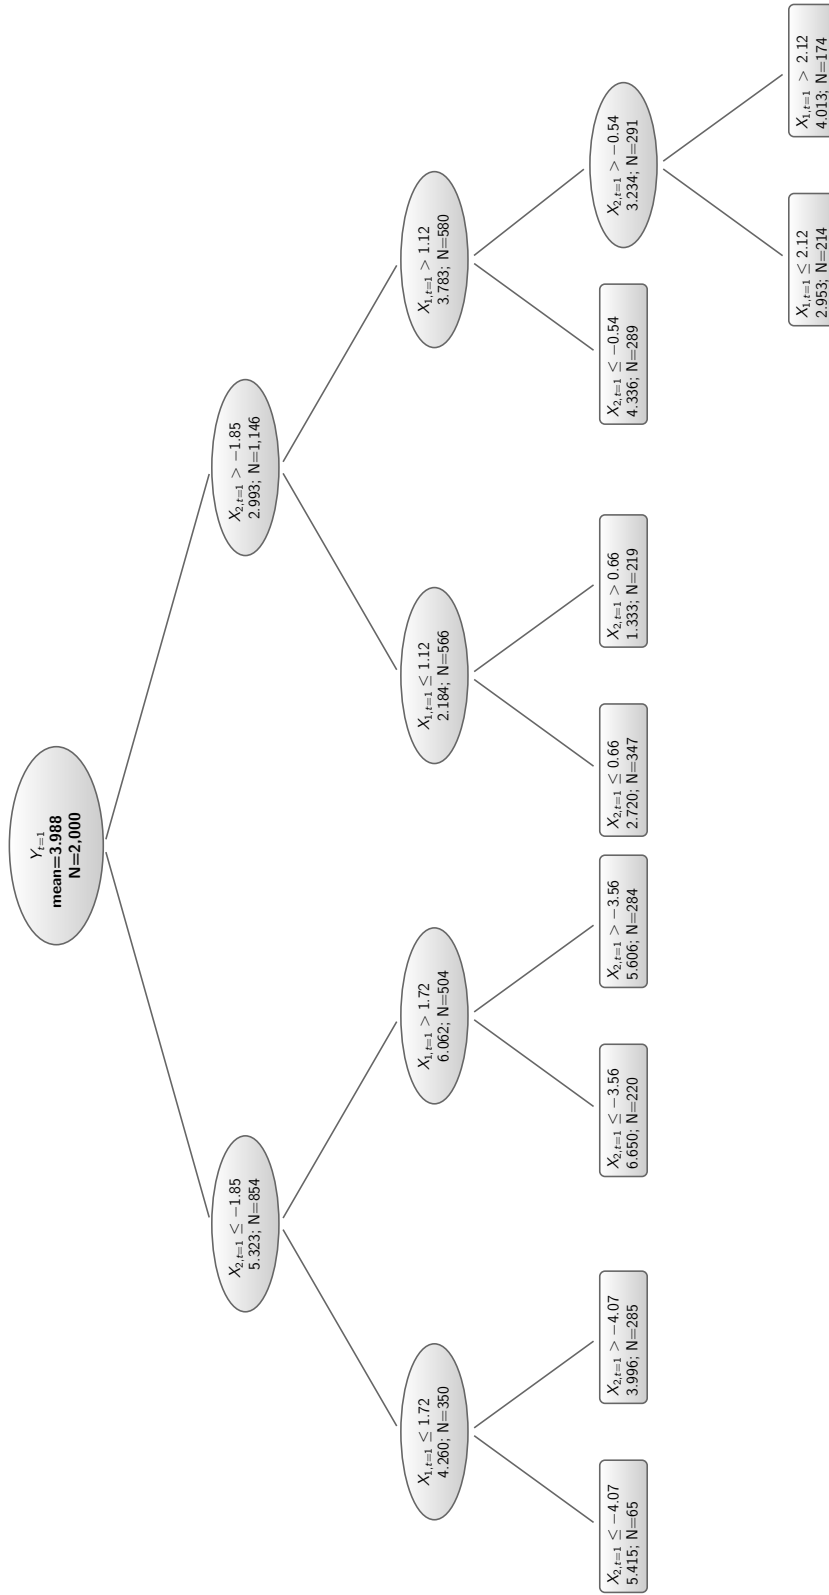 Y_{t=1}
mean=3.988
N=2,000
X_{2,t=1} ≤ −1.85
5.323; N=854
X_{2,t=1} > −1.85
2.993; N=1,146
X_{1,t=1} ≤ 1.72
4.260; N=350
X_{1,t=1} > 1.72
6.062; N=504
X_{1,t=1} ≤ 1.12
2.184; N=566
X_{1,t=1} > 1.12
3.783; N=580
X_{2,t=1} ≤ −4.07
5.415; N=65
X_{2,t=1} > −4.07
3.996; N=285
X_{2,t=1} ≤ −3.56
6.650; N=220
X_{2,t=1} > −3.56
5.606; N=284
X_{2,t=1} ≤ 0.66
2.720; N=347
X_{2,t=1} > 0.66
1.333; N=219
X_{2,t=1} ≤ −0.54
4.336; N=289
X_{2,t=1} > −0.54
3.234; N=291
X_{1,t=1} ≤ 2.12
2.953; N=214
X_{1,t=1} > 2.12
4.013; N=174